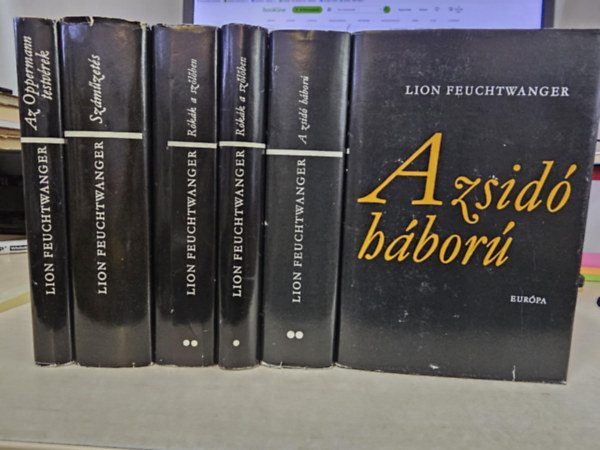 Az Oppermann
testvérek
LION FEUCHTWANGER
Száműzetés
LION FEUCHTWANGER
Rókák a szőlőben
LION FEUCHTWANGER
Rókák a szőlőben
LION FEUCHTWANGER
A zsidó háború
LION FEUCHTWANGER
LION FEUCHTWANGER
A zsidó
háború
EURÓPA